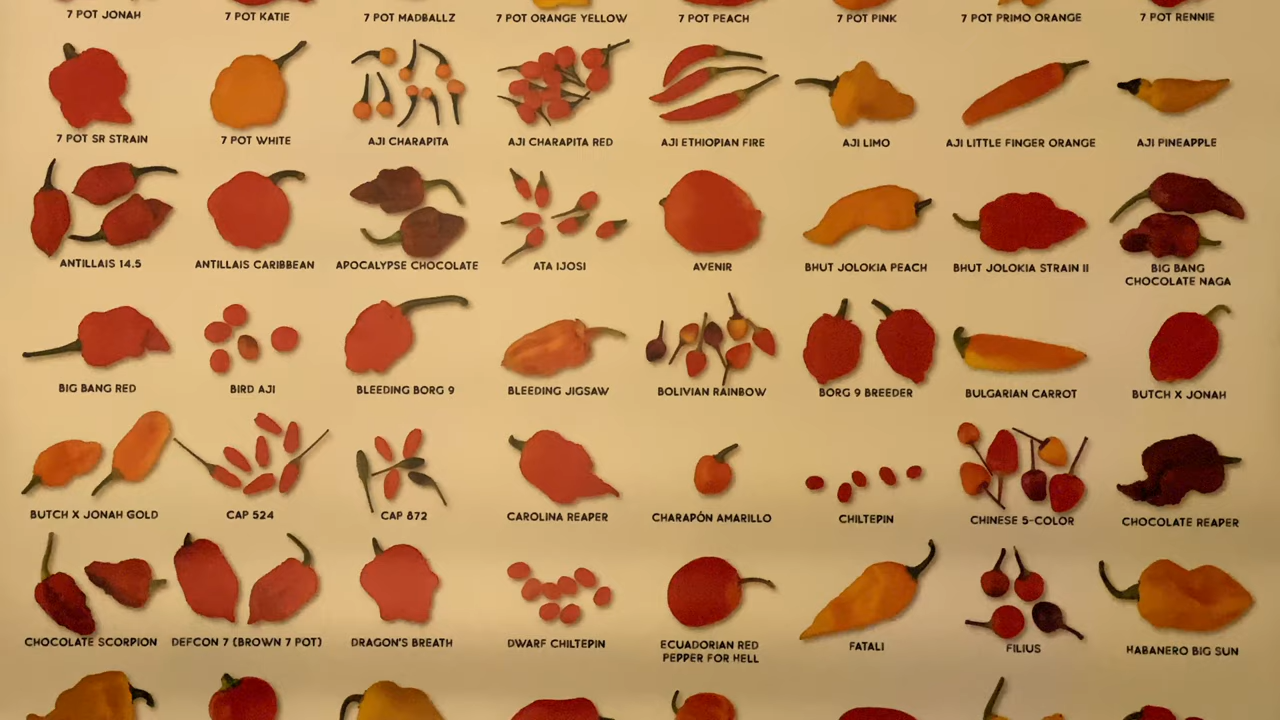 7 POT JONAH
7 POT KATIE
7 POT MADBALLZ
7 POT ORANGE YELLOW
7 POT PEACH
7 POT PINK
7 POT PRIMO ORANGE
7 POT RENNIE
7 POT SR STRAIN
7 POT WHITE
AJI CHARAPITA
AJI CHARAPITA RED
AJI ETHIOPIAN FIRE
AJI LIMO
AJI LITTLE FINGER ORANGE
AJI PINEAPPLE
ANTILLAIS 14.5
ANTILLAIS CARIBBEAN
APOCALYPSE CHOCOLATE
ATA IJOSI
AVENIR
BHUT JOLOKIA PEACH
BHUT JOLOKIA STRAIN II
BIG BANG
CHOCOLATE NAGA
BIG BANG RED
BIRD AJI
BLEEDING BORG 9
BLEEDING JIGSAW
BOLIVIAN RAINBOW
BORG 9 BREEDER
BULGARIAN CARROT
BUTCH X JONAH
BUTCH X JONAH GOLD
CAP 524
CAP 872
CAROLINA REAPER
CHARAPÓN AMARILLO
CHILTEPIN
CHINESE 5-COLOR
CHOCOLATE REAPER
CHOCOLATE SCORPION
DEFCON 7 (BROWN 7 POT)
DRAGON'S BREATH
DWARF CHILTEPIN
ECUADORIAN RED
PEPPER FOR HELL
FATALI
FILIUS
HABANERO BIG SUN